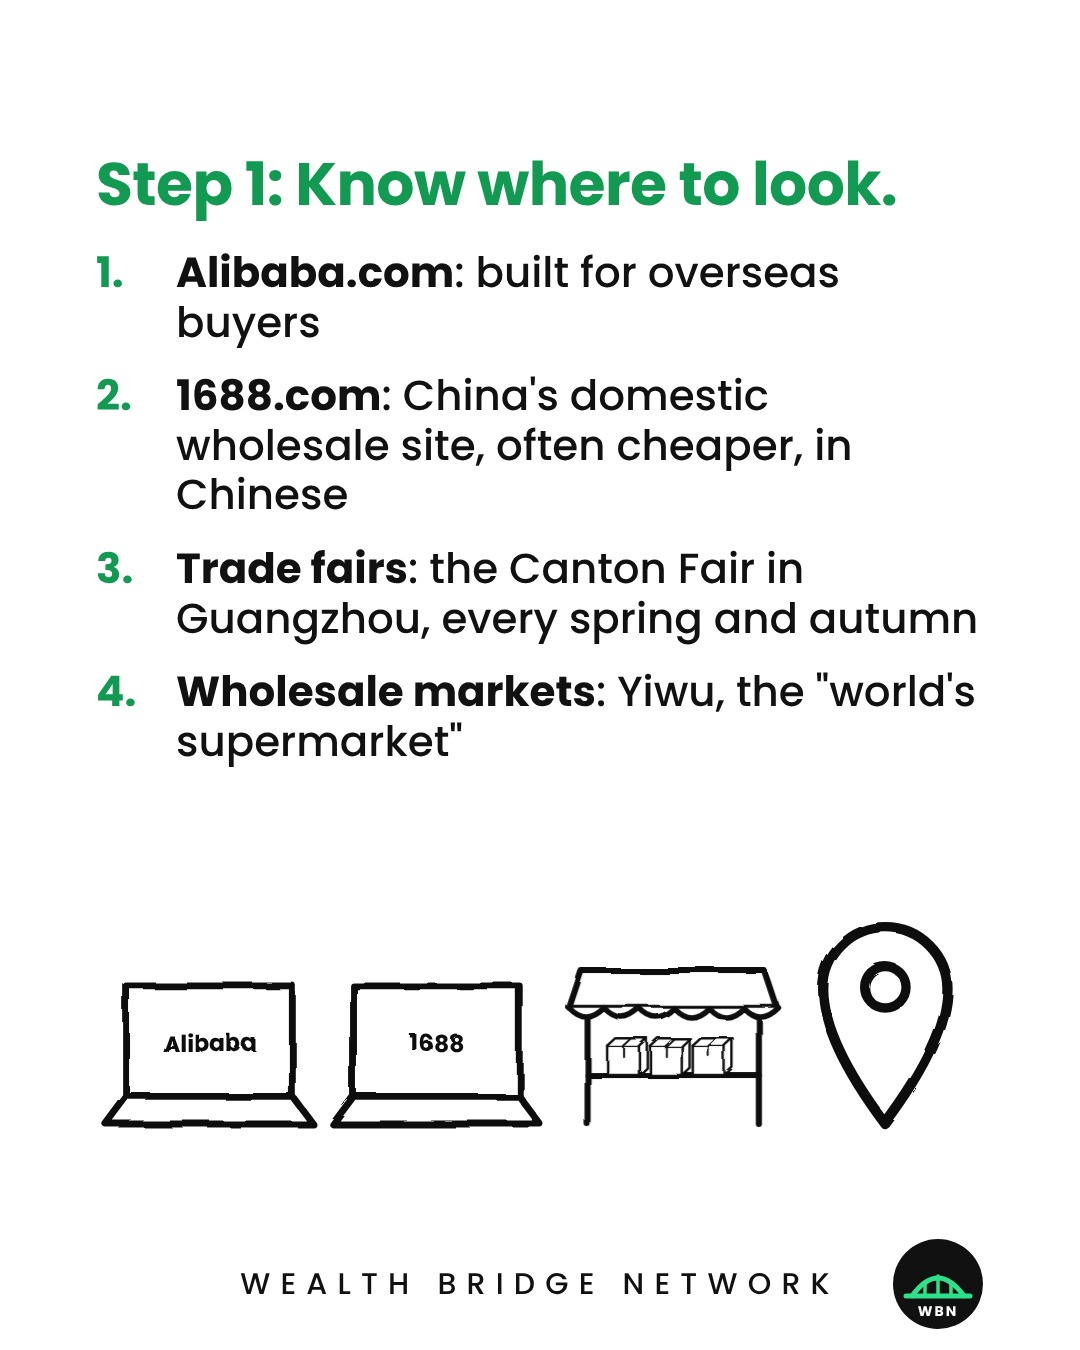 Step 1: Know where to look.
1. Alibaba.com: built for overseas
buyers
2. 1688.com: China's domestic
wholesale site, often cheaper, in
Chinese
3. Trade fairs: the Canton Fair in
Guangzhou, every spring and autumn
4. Wholesale markets: Yiwu, the "world's
supermarket"
Alibaba
1688
WEALTH BRIDGE NETWORK
WBN